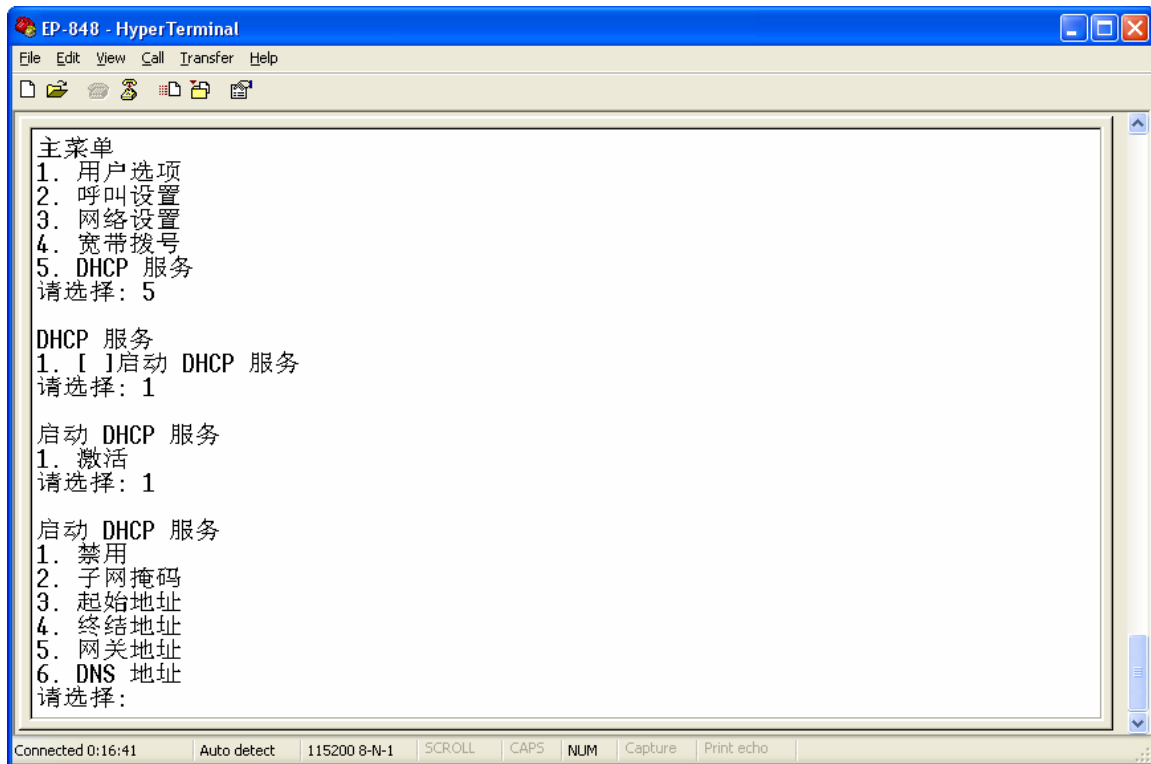 EP-848 - HyperTerminal
File Edit View Call Transfer Help
主菜单
1. 用户选项
2. 呼叫设置
3. 网络设置
4. 宽带拨号
5. DHCP 服务
请选择: 5
DHCP 服务
1. [ ]启动 DHCP 服务
请选择: 1
启动 DHCP 服务
1. 激活
请选择: 1
启动 DHCP 服务
1. 禁用
2. 子网掩码
3. 起始地址
4. 终结地址
5. 网关地址
6. DNS 地址
请选择:
Connected 0:16:41 Auto detect 115200 8-N-1 SCROLL CAPS NUM Capture Print echo